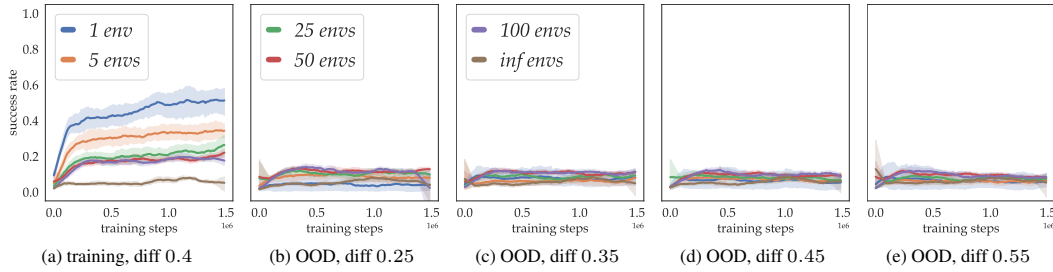 1 env
5 envs
25 envs
50 envs
100 envs
inf envs
success rate
1.0
0.8
0.6
0.4
0.2
0.0
0.0 0.5 1.0 1.5
1e6
training steps
0.0 0.5 1.0 1.5
1e6
training steps
0.0 0.5 1.0 1.5
1e6
training steps
0.0 0.5 1.0 1.5
1e6
training steps
0.0 0.5 1.0 1.5
1e6
training steps
(a) training, diff 0.4
(b) OOD, diff 0.25
(c) OOD, diff 0.35
(d) OOD, diff 0.45
(e) OOD, diff 0.55